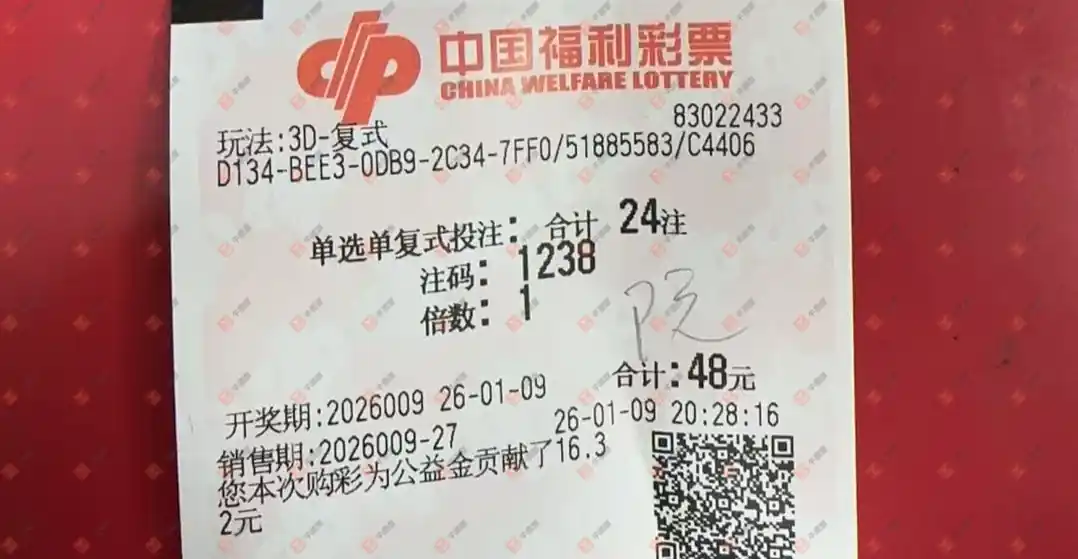 中国福利彩票
CHINA WELFARE LOTTERY
83022433
玩法:3D-复式
D134-BEE3-0DB9-2C34-7FF0/51885583/C4406
单选单复式投注: 合计 24注
注码: 1238
倍数: 1
院
合计:48元
开奖期:2026009 26-01-09
26-01-09 20:28:16
销售期:2026009-27
您本次购彩为公益金贡献了16.3
2元